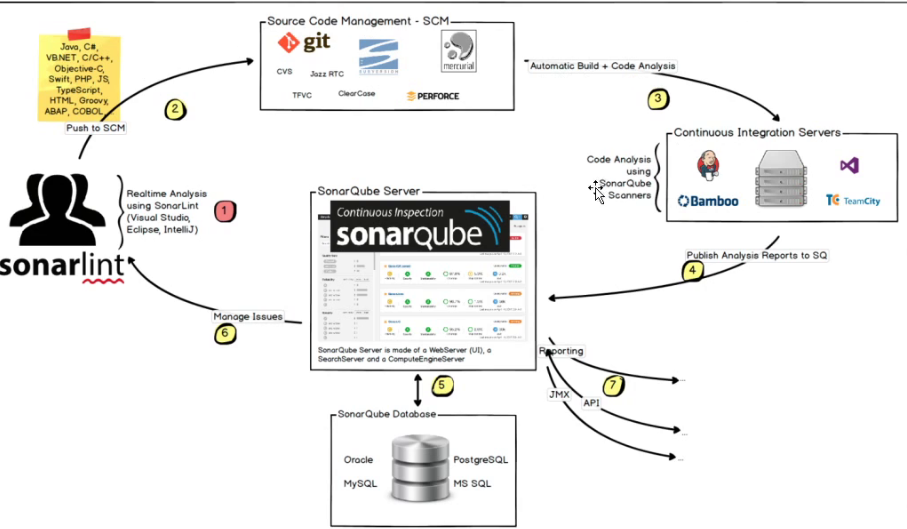 Source Code Management - SCM
git
SUBVERSION
mercurial
CVS
Jazz RTC
TFVC
ClearCase
PERFORCE
Java, C#,
VB.NET, C/C++,
Objective-C,
Swift, PHP, JS,
TypeScript,
HTML, Groovy,
ABAP, COBOL...
Push to SCM
2
Automatic Build + Code Analysis
3
Continuous Integration Servers
Code Analysis
using
SonarQube
Scanners
Bamboo
TC TeamCity
Realtime Analysis
using SonarLint
(Visual Studio,
Eclipse, IntelliJ)
1
sonarlint
SonarQube Server
Continuous Inspection
sonarqube
SonarQube Server is made of a WebServer (UI), a
SearchServer and a ComputeEngineServer
Publish Analysis Reports to SQ
4
Manage Issues
6
5
Reporting
...
7
JMX
API
...
...
SonarQube Database
Oracle
PostgreSQL
MySQL
MS SQL